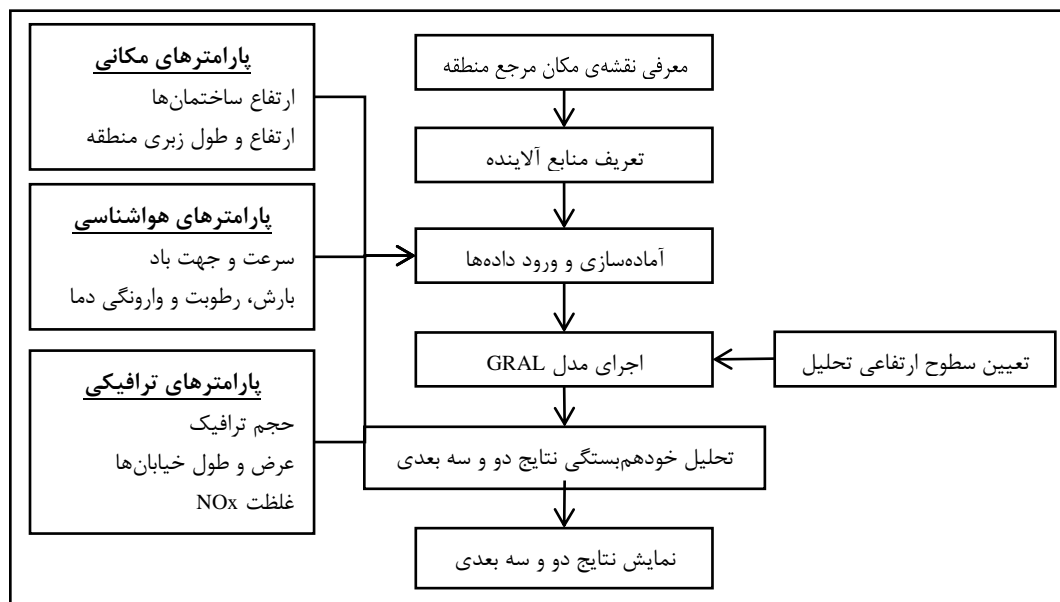 پارامترهای مکانی
ارتفاع ساختمان‌ها
ارتفاع و طول زبری منطقه
پارامترهای هواشناسی
سرعت و جهت باد
بارش، رطوبت و وارونگی دما
پارامترهای ترافیکی
حجم ترافیک
عرض و طول خیابان‌ها
غلظت NOx
معرفی نقشه‌ی مکان مرجع منطقه
تعریف منابع آلاینده
آماده‌سازی و ورود داده‌ها
اجرای مدل GRAL
تعیین سطوح ارتفاعی تحلیل
تحلیل خودهم‌بستگی نتایج دو و سه بعدی
نمایش نتایج دو و سه بعدی